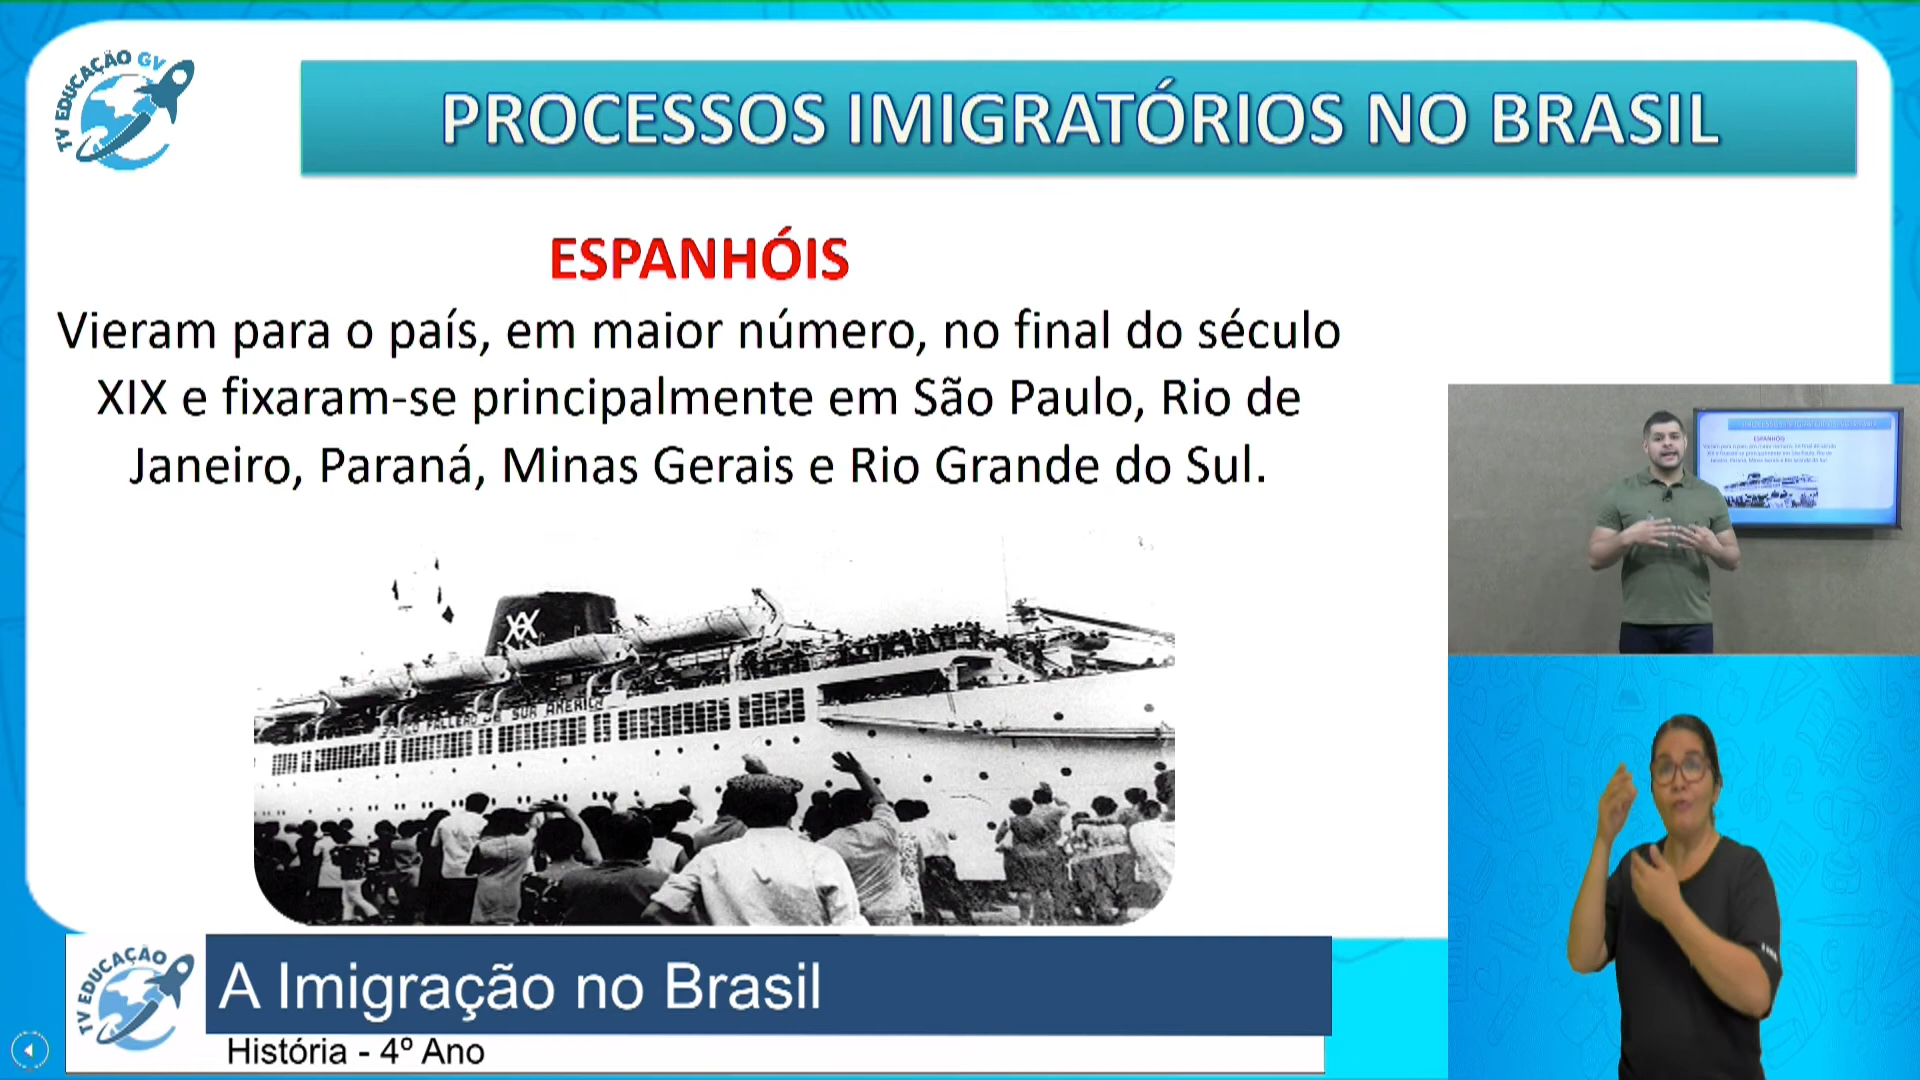 TV EDUCAÇÃO GV
PROCESSOS IMIGRATÓRIOS NO BRASIL
ESPANHÓIS
Vieram para o país, em maior número, no final do século
XIX e fixaram-se principalmente em São Paulo, Rio de
Janeiro, Paraná, Minas Gerais e Rio Grande do Sul.
SUR AMERICA
ESPANHÓIS
TV EDUCAÇÃO
A Imigração no Brasil
História - 4º Ano